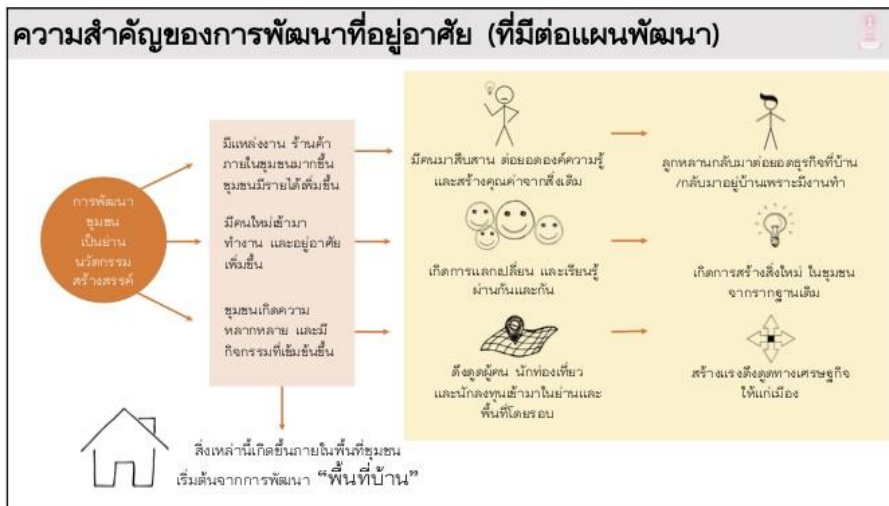 ความสำคัญของการพัฒนาที่อยู่อาศัย (ที่มีต่อแผนพัฒนา)
การพัฒนา
ชุมชน
เป็นย่าน
นวัตกรรม
สร้างสรรค์
มีแหล่งงาน ร้านค้า
ภายในชุมชนมากขึ้น
ชุมชนมีรายได้เพิ่มขึ้น
มีคนใหม่เข้ามา
ทำงาน และอยู่อาศัย
เพิ่มขึ้น
ชุมชนเกิดความ
หลากหลาย และมี
กิจกรรมที่เข้มข้นขึ้น
มีคนมาสืบสาน ต่อยอดองค์ความรู้
และสร้างคุณค่าจากสิ่งเดิม
ลูกหลานกลับมาต่อยอดธุรกิจที่บ้าน
/กลับมาอยู่บ้านเพราะมีงานทำ
เกิดการแลกเปลี่ยน และเรียนรู้
ผ่านกันและกัน
เกิดการสร้างสิ่งใหม่ ในชุมชน
จากรากฐานเดิม
ดึงดูดผู้คน นักท่องเที่ยว
และนักลงทุนเข้ามาในย่านและ
พื้นที่โดยรอบ
สร้างแรงดึงดูดทางเศรษฐกิจ
ให้แก่เมือง
สิ่งเหล่านี้เกิดขึ้นภายในพื้นที่ชุมชน
เริ่มต้นจากการพัฒนา “พื้นที่บ้าน”